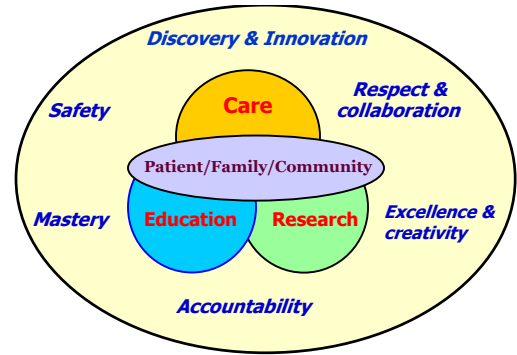 Discovery & Innovation
Safety
Care
Respect &
collaboration
Patient/Family/Community
Mastery
Education
Research
Excellence &
creativity
Accountability